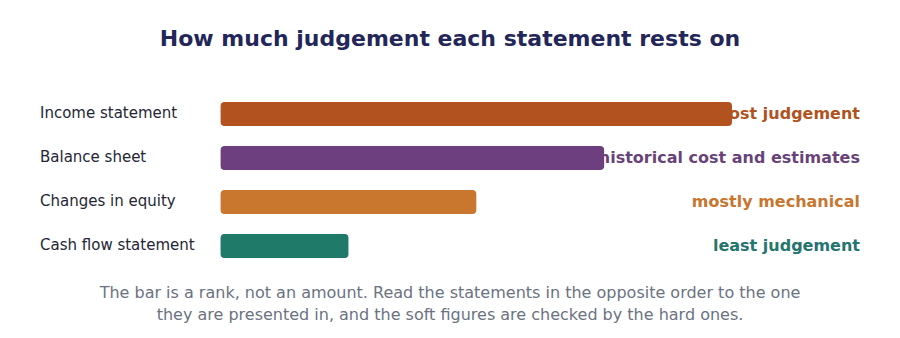 How much judgement each statement rests on
Income statement ost judgement
Balance sheet historical cost and estimates
Changes in equity mostly mechanical
Cash flow statement least judgement
The bar is a rank, not an amount. Read the statements in the opposite order to the one
they are presented in, and the soft figures are checked by the hard ones.